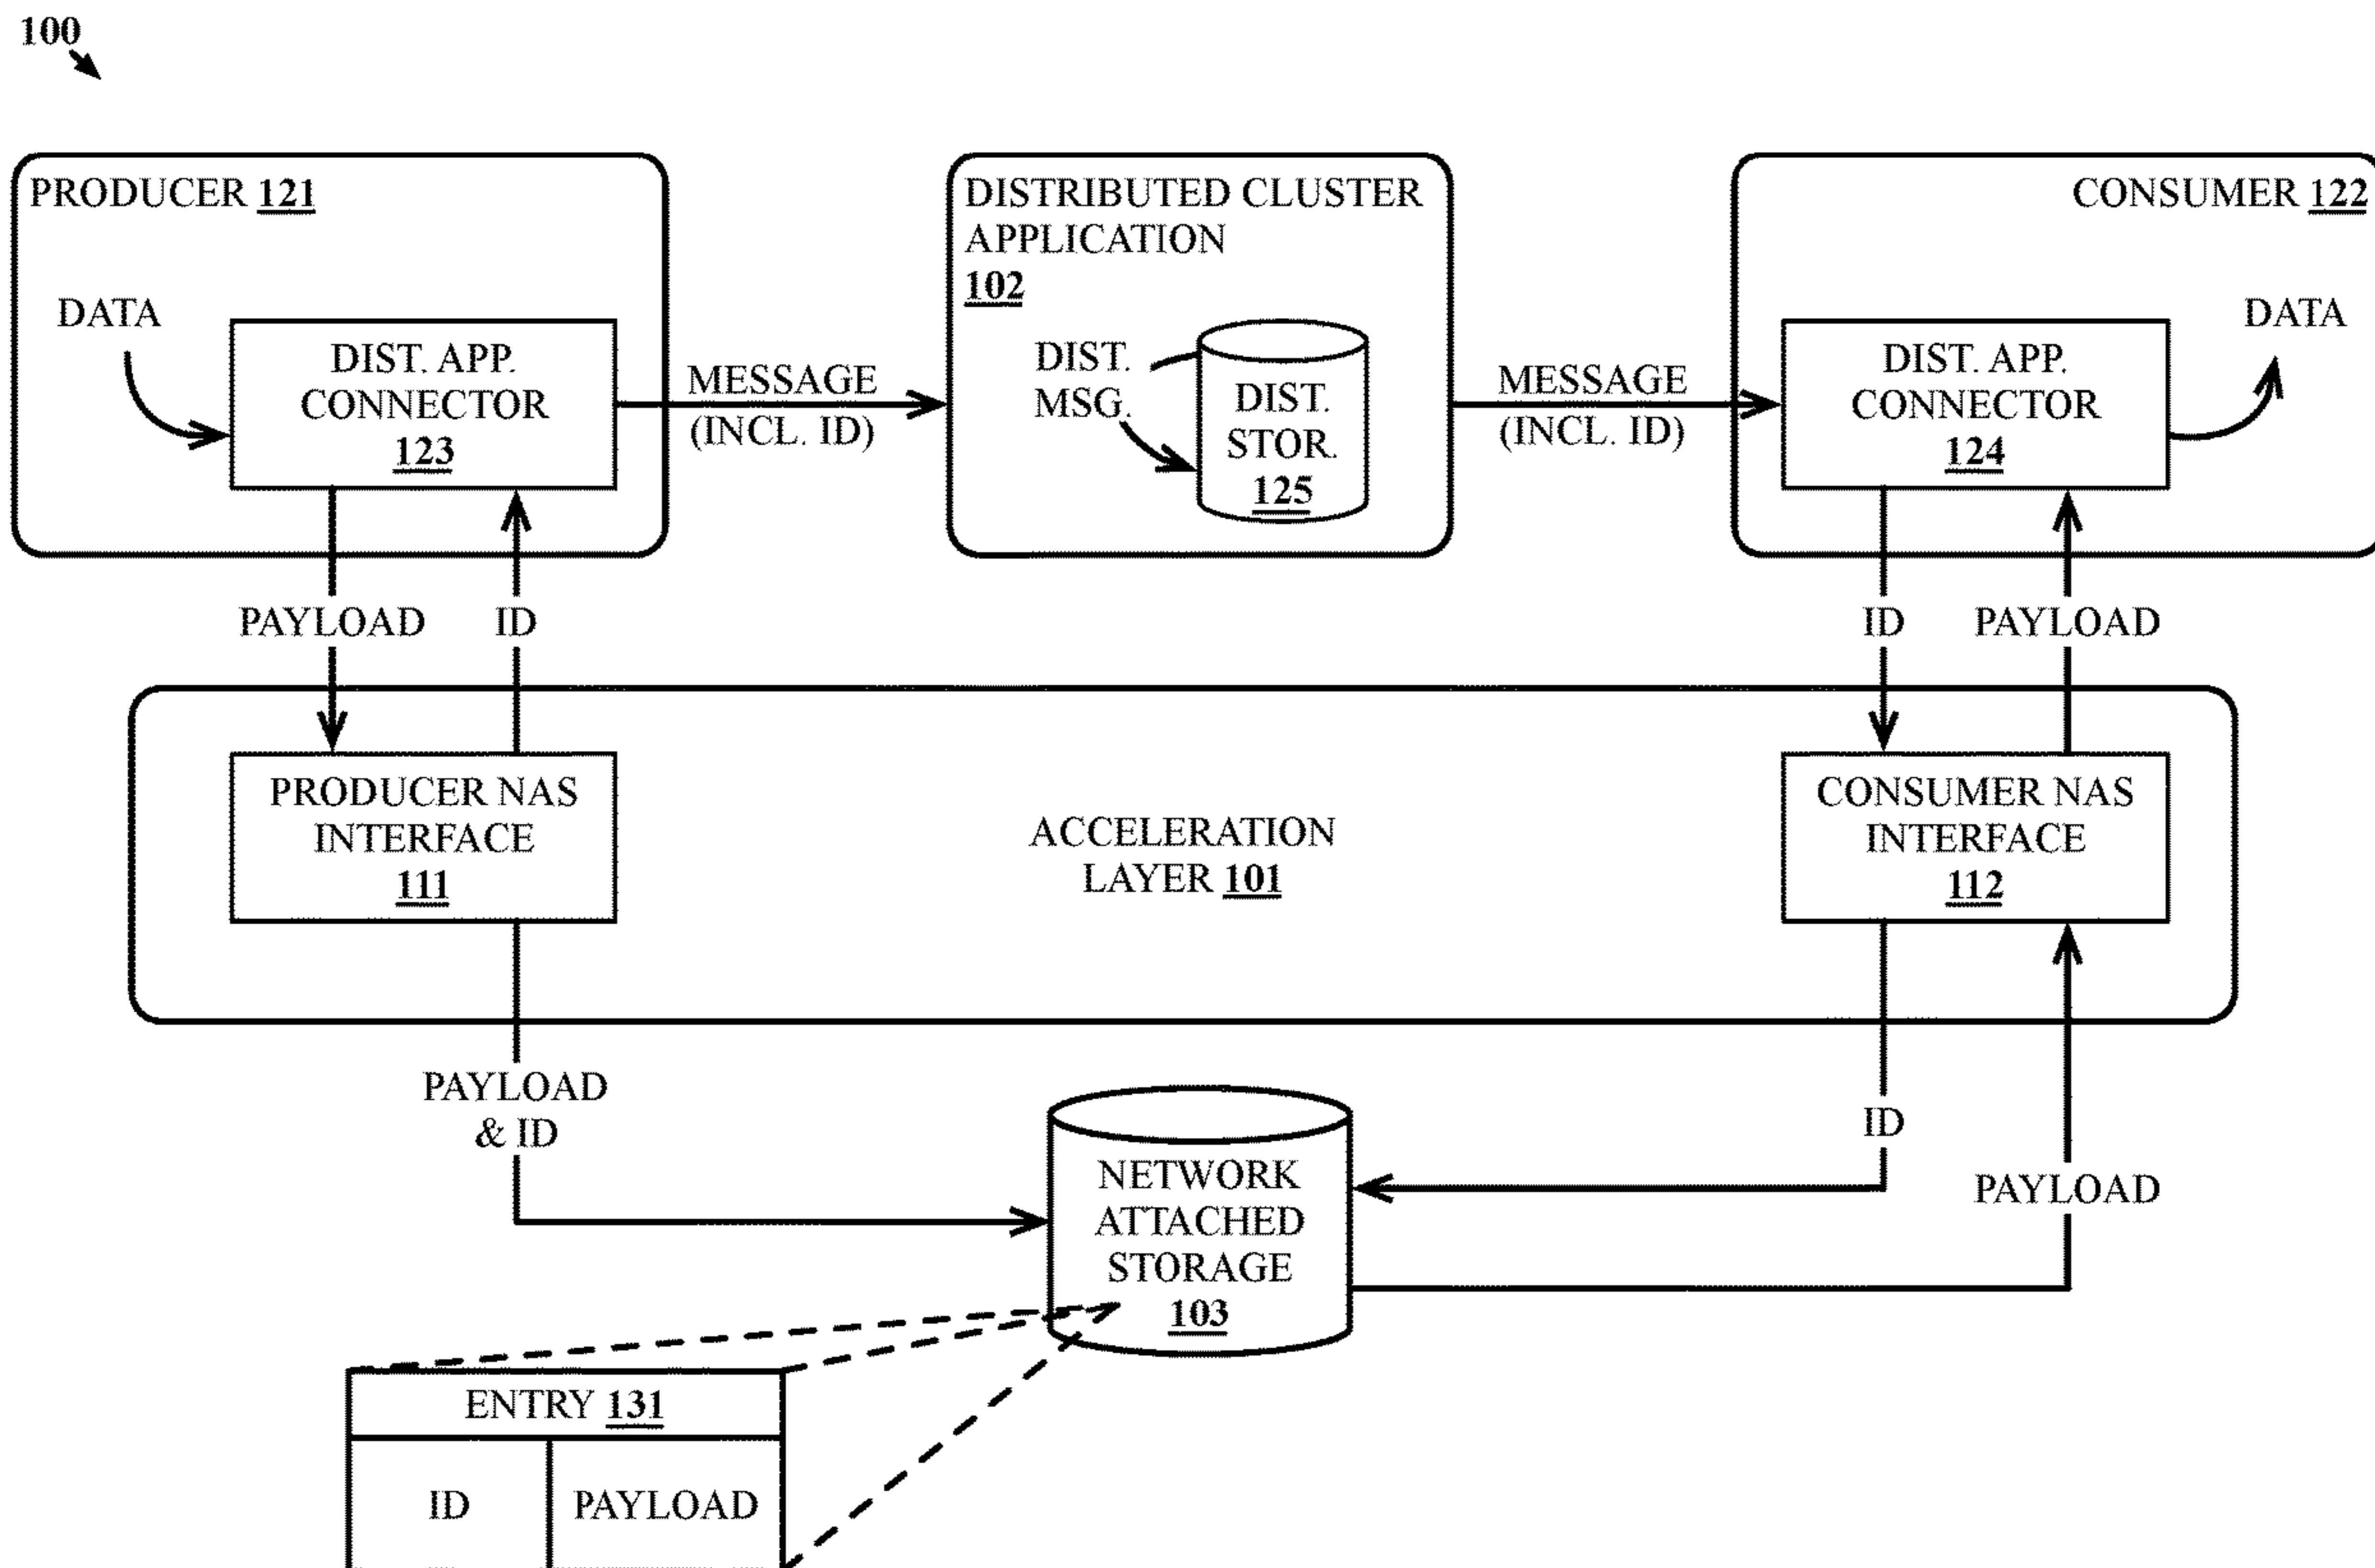 100
PRODUCER 121
DATA
DIST. APP.
CONNECTOR
123
MESSAGE
(INCL. ID)
DISTRIBUTED CLUSTER
APPLICATION
102
DIST.
MSG.
DIST.
STOR.
125
MESSAGE
(INCL. ID)
CONSUMER 122
DIST. APP.
CONNECTOR
124
DATA
PAYLOAD
ID
ID
PAYLOAD
PRODUCER NAS
INTERFACE
111
ACCELERATION
LAYER 101
CONSUMER NAS
INTERFACE
112
PAYLOAD
& ID
NETWORK
ATTACHED
STORAGE
103
ID
PAYLOAD
ENTRY 131
ID
PAYLOAD